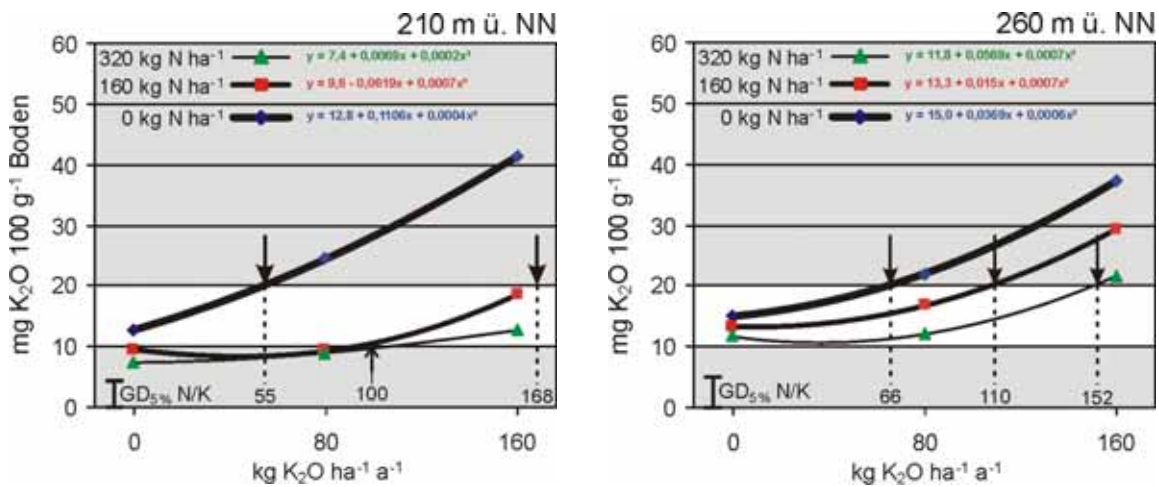 210 m ü. NN
mg K₂O 100 g⁻¹ Boden
60
50
40
30
20
10
0
320 kg N ha⁻¹ y = 7,4 + 0,0069x + 0,0002x²
160 kg N ha⁻¹ y = 9,6 - 0,0619x + 0,0007x²
0 kg N ha⁻¹ y = 12,8 + 0,1106x + 0,0004x²
GD5% N/K
55
100
168
0
80
160
kg K₂O ha⁻¹ a⁻¹
260 m ü. NN
mg K₂O 100 g⁻¹ Boden
60
50
40
30
20
10
0
320 kg N ha⁻¹ y = 11,8 + 0,0569x + 0,0007x²
160 kg N ha⁻¹ y = 13,3 + 0,015x + 0,0007x²
0 kg N ha⁻¹ y = 15,0 + 0,0369x + 0,0006x²
GD5% N/K
66
110
152
0
80
160
kg K₂O ha⁻¹ a⁻¹